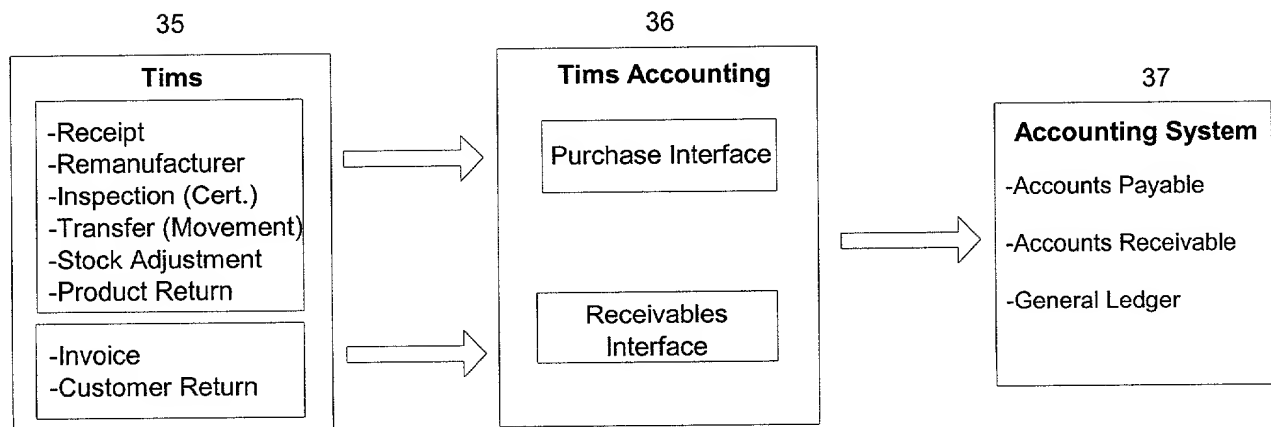 35
Tims
-Receipt
-Remanufacturer
-Inspection (Cert.)
-Transfer (Movement)
-Stock Adjustment
-Product Return
-Invoice
-Customer Return
36
Tims Accounting
Purchase Interface
Receivables
Interface
37
Accounting System
-Accounts Payable
-Accounts Receivable
-General Ledger